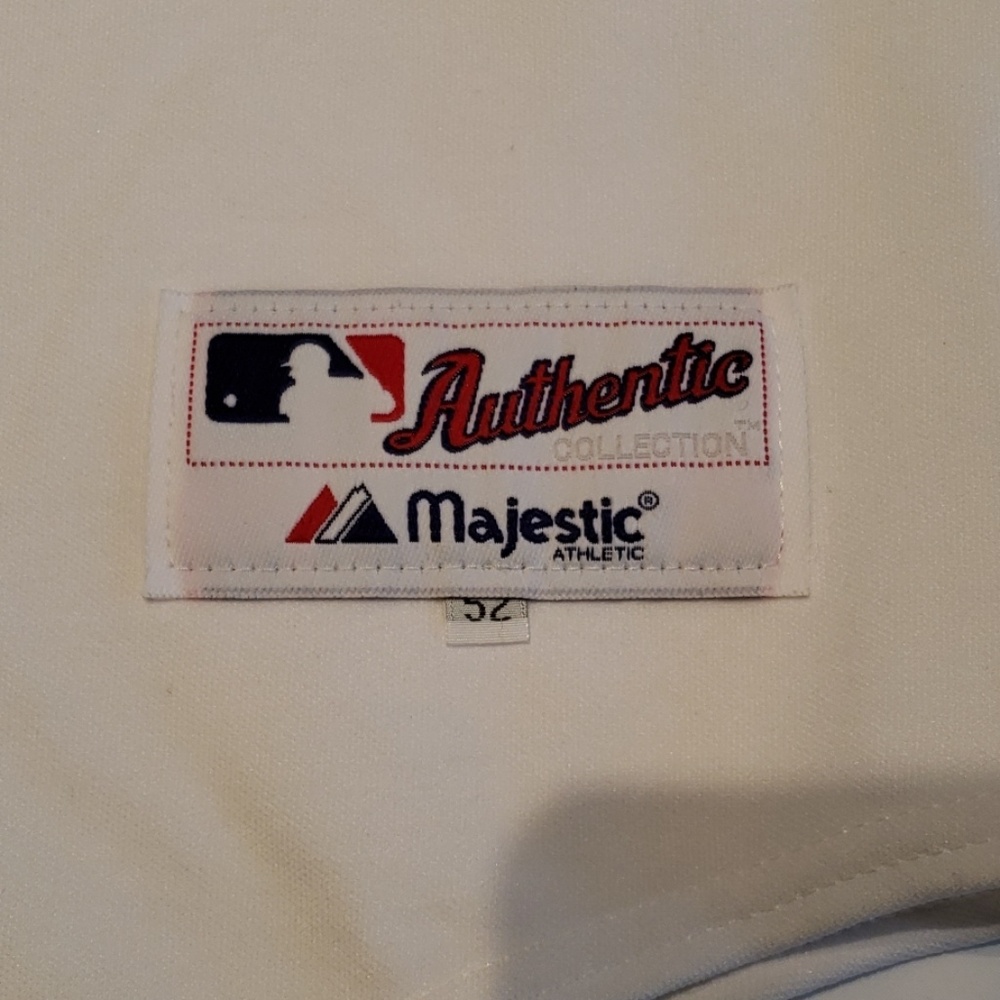 Authentic
COLLECTION™
Majestic®
ATHLETIC
52